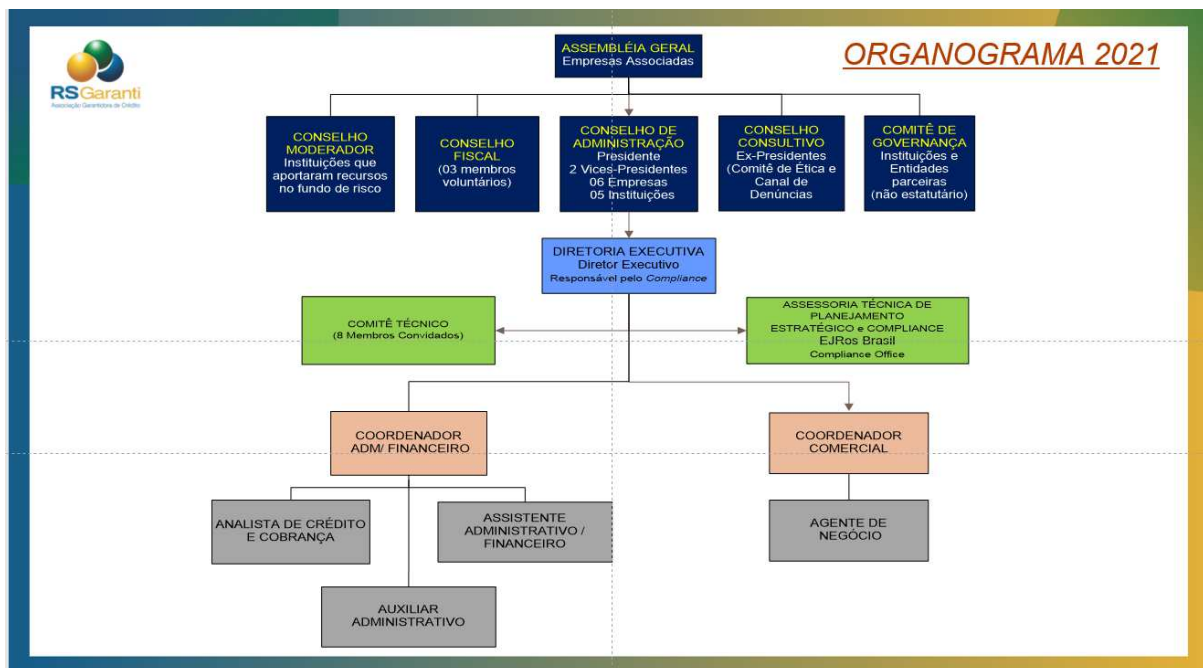 RSGaranti
Associação Garantidora de Crédito
ORGANOGRAMA 2021
ASSEMBLÉIA GERAL
Empresas Associadas
CONSELHO
MODERADOR
Instituições que
aportaram recursos
no fundo de risco
CONSELHO
FISCAL
(03 membros
voluntários)
CONSELHO DE
ADMINISTRAÇÃO
Presidente
2 Vices-Presidentes
06 Empresas
05 Instituições
CONSELHO
CONSULTIVO
Ex-Presidentes
(Comitê de Ética e
Canal de
Denúncias
COMITÊ DE
GOVERNANÇA
Instituições e
Entidades
parceiras
(não estatutário)
DIRETORIA EXECUTIVA
Diretor Executivo
Responsável pelo Compliance
COMITÊ TÉCNICO
(8 Membros Convidados)
ASSESSORIA TÉCNICA DE
PLANEJAMENTO
ESTRATÉGICO e COMPLIANCE
EJRos Brasil
Compliance Office
COORDENADOR
ADM/ FINANCEIRO
COORDENADOR
COMERCIAL
ANALISTA DE CRÉDITO
E COBRANÇA
ASSISTENTE
ADMINISTRATIVO /
FINANCEIRO
AGENTE DE
NEGÓCIO
AUXILIAR
ADMINISTRATIVO